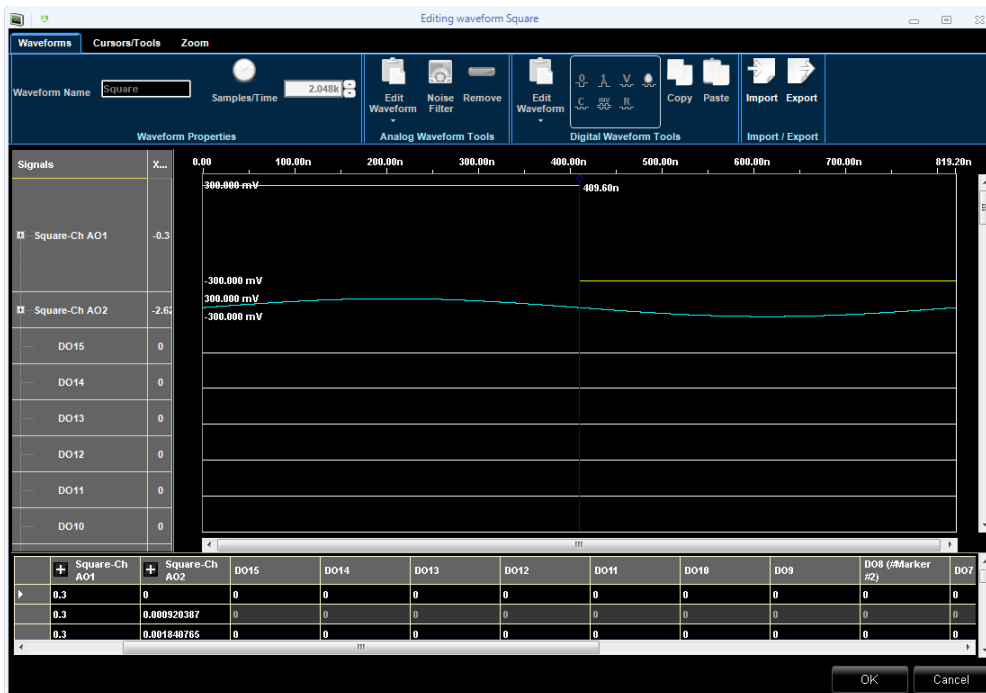 Editing waveform Square
Waveforms Cursors/Tools Zoom
Waveform Name Square Samples/Time 2.048k
Edit Waveform Noise Filter Remove
Edit Waveform 0 1 V C INV R Copy Paste
Import Export
Waveform Properties Analog Waveform Tools Digital Waveform Tools Import / Export
Signals X... 0.00 100.00n 200.00n 300.00n 400.00n 500.00n 600.00n 700.00n 819.20n
300.000 mV 409.60n
Square-Ch AO1 -0.3
-300.000 mV
300.000 mV
Square-Ch AO2 -2.62
-300.000 mV
DO15 0
DO14 0
DO13 0
DO12 0
DO11 0
DO10 0
Square-Ch AO1 Square-Ch AO2 DO15 DO14 DO13 DO12 DO11 DO10 DO9 DO8 (#Marker #2) DO7
0.3 0 0 0 0 0 0 0 0 0 0
0.3 0.000920387 0 0 0 0 0 0 0 0 0
0.3 0.001840765 0 0 0 0 0 0 0 0 0
OK Cancel